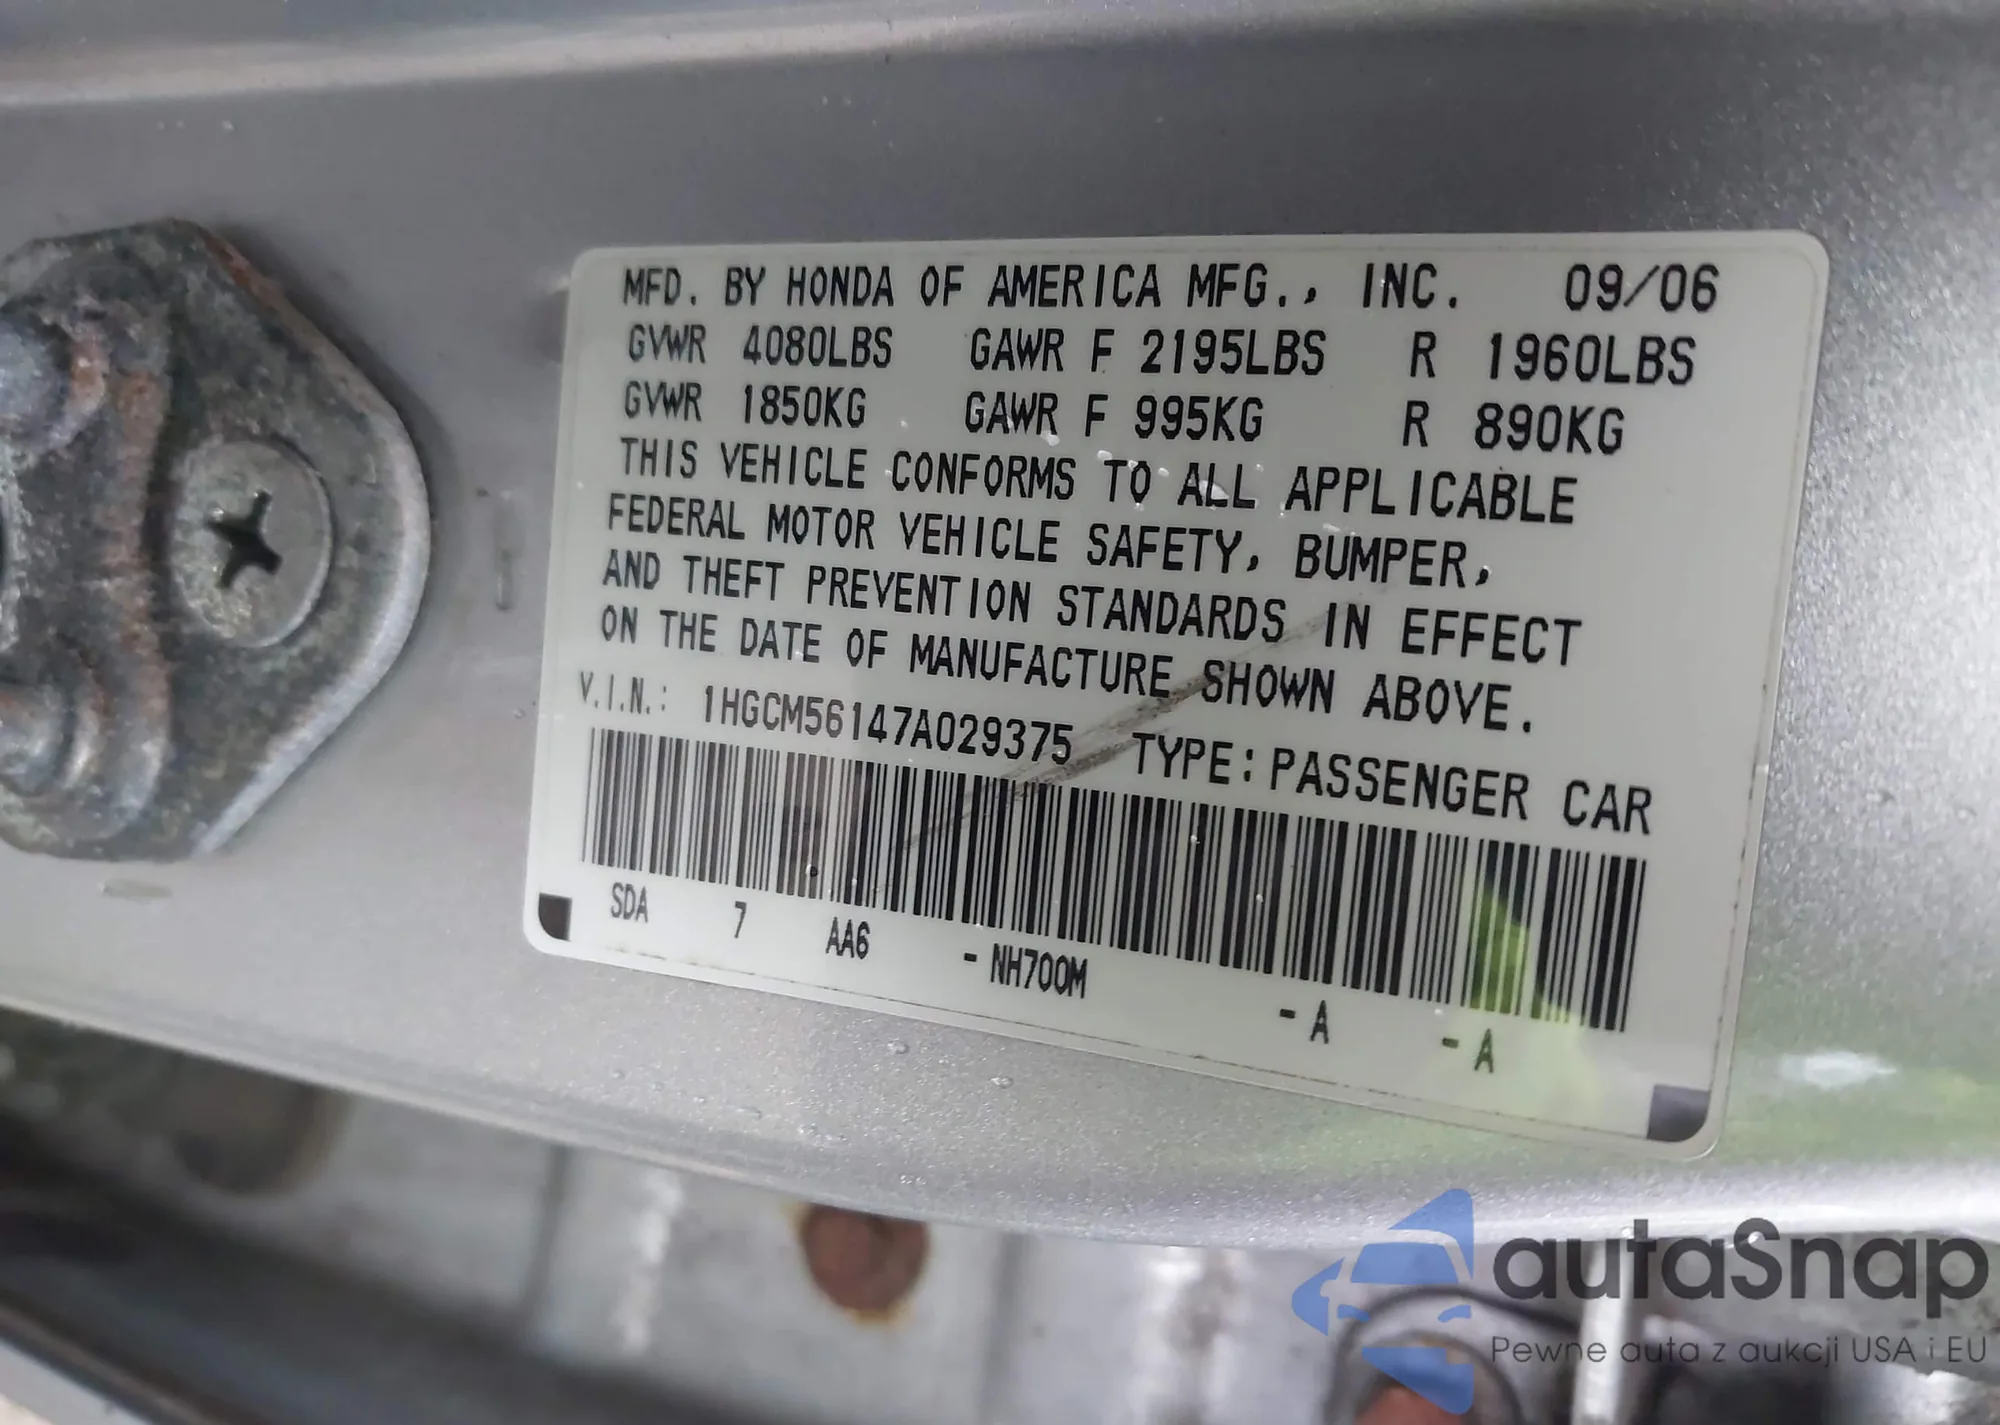 MFD. BY HONDA OF AMERICA MFG., INC. 09/06
GVWR 4080LBS GAWR F 2195LBS R 1960LBS
GVWR 1850KG GAWR F 995KG R 890KG
THIS VEHICLE CONFORMS TO ALL APPLICABLE
FEDERAL MOTOR VEHICLE SAFETY, BUMPER,
AND THEFT PREVENTION STANDARDS IN EFFECT
ON THE DATE OF MANUFACTURE SHOWN ABOVE.
V.I.N.: 1HGCM56147A029375 TYPE: PASSENGER CAR
SDA 7 AA6 - NH700M - A - A
autaSnap
Pewne auta z aukcji USA i EU